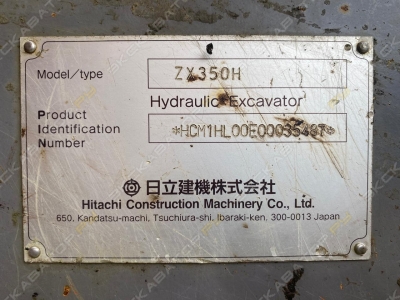 Model/type ZX350H
Hydraulic Excavator
Product
Identification
Number
*HCM1HL00E00035487*
日立建機株式会社
Hitachi Construction Machinery Co., Ltd.
650, Kandatsu-machi, Tsuchiura-shi, Ibaraki-ken, 300-0013 Japan